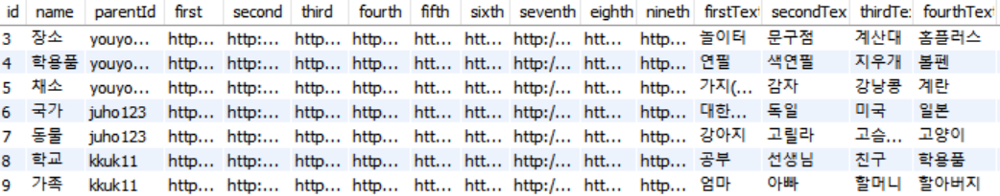 id name parentId first second third fourth fifth sixth seventh eighth nineth firstText secondTex thirdTe: fourthText
3 장소 youyo... http... http:... http... http... htt... htt... http:/... htt... http... 놀이터 문구점 계산대 홈플러스
4 학용품 youyo... http... http:... http... http... htt... htt... http:/... htt... http... 연필 색연필 지우개 볼펜
5 채소 youyo... http... http:... http... http... htt... htt... http:/... htt... http... 가지(... 감자 강낭콩 계란
6 국가 juho123 http... http:... http... http... htt... htt... http:/... htt... http... 대한... 독일 미국 일본
7 동물 juho123 http... http:... http... http... htt... htt... http:/... htt... http... 강아지 고릴라 고슴... 고양이
8 학교 kkuk11 http... http:... http... http... htt... htt... http:/... htt... http... 공부 선생님 친구 학용품
9 가족 kkuk11 http... http:... http... http... htt... htt... http:/... htt... http... 엄마 아빠 할머니 할아버지